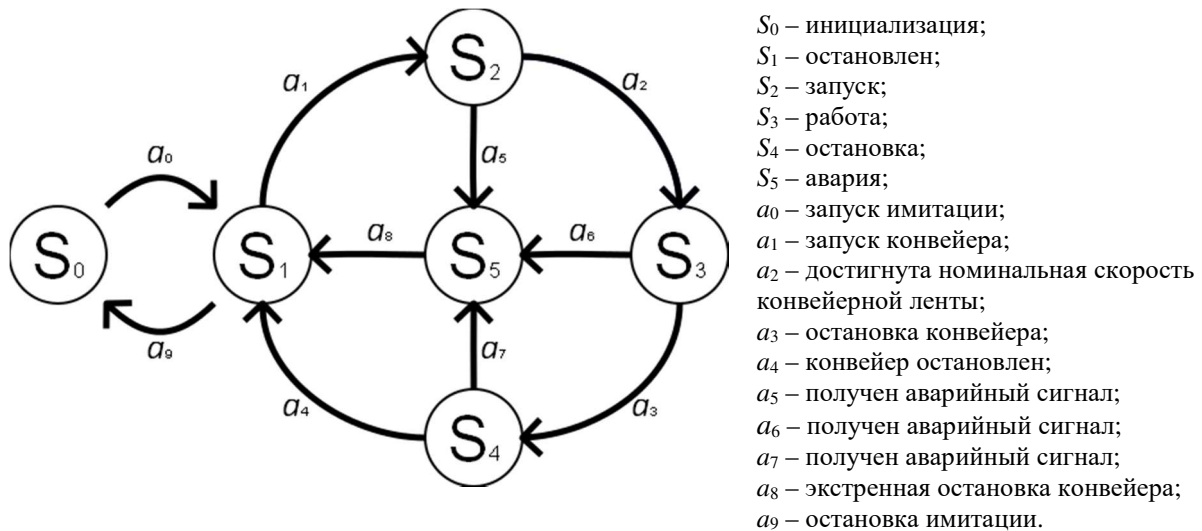 S₂
a₁
a₂
a₅
a₀
S₀
S₁
a₈
S₅
a₆
S₃
a₉
a₇
a₄
a₃
S₄
S₀ – инициализация;
S₁ – остановлен;
S₂ – запуск;
S₃ – работа;
S₄ – остановка;
S₅ – авария;
a₀ – запуск имитации;
a₁ – запуск конвейера;
a₂ – достигнута номинальная скорость
конвейерной ленты;
a₃ – остановка конвейера;
a₄ – конвейер остановлен;
a₅ – получен аварийный сигнал;
a₆ – получен аварийный сигнал;
a₇ – получен аварийный сигнал;
a₈ – экстренная остановка конвейера;
a₉ – остановка имитации.